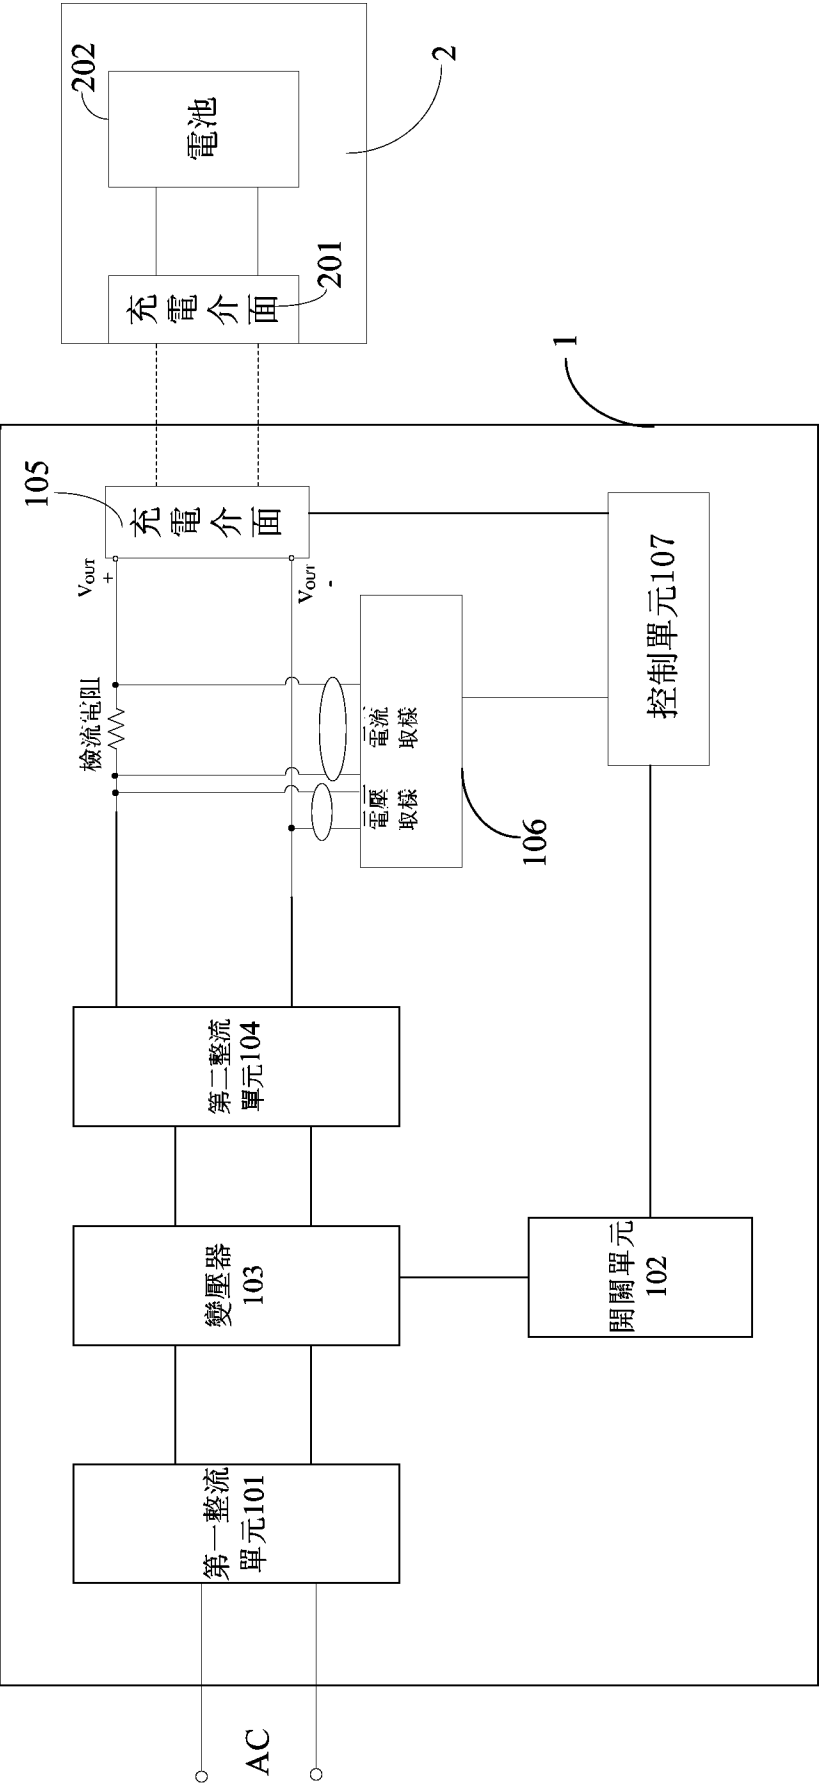 AC
第一整流
單元101
變壓器
103
第二整流
單元104
開關單元
102
檢流電阻
V_OUT
+
V_OUT
-
電壓
取樣
電流
取樣
106
控制單元107
105
充電介面
1
充電介面
201
電池
202
2